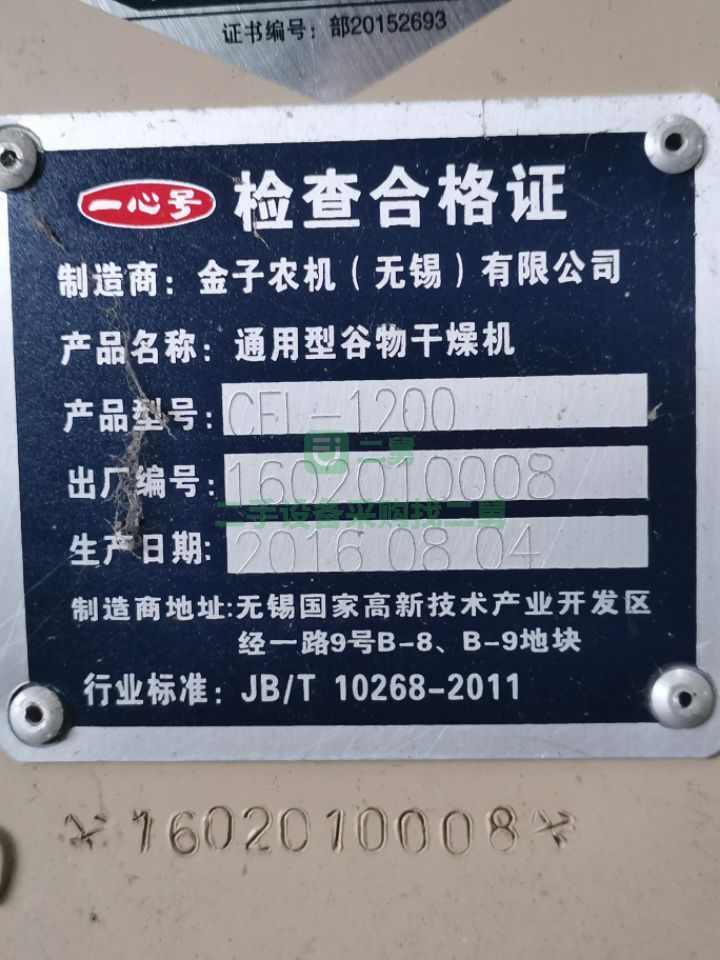 证书编号：部20152693
一心号 检查合格证
制造商：金子农机（无锡）有限公司
产品名称：通用型谷物干燥机
产品型号：CEL-1200
二舅
出厂编号：1602010008
二手设备采购找二舅
生产日期：2016 08 04
制造商地址:无锡国家高新技术产业开发区
经一路9号B-8、B-9地块
行业标准：JB/T 10268-2011
*1602010008*